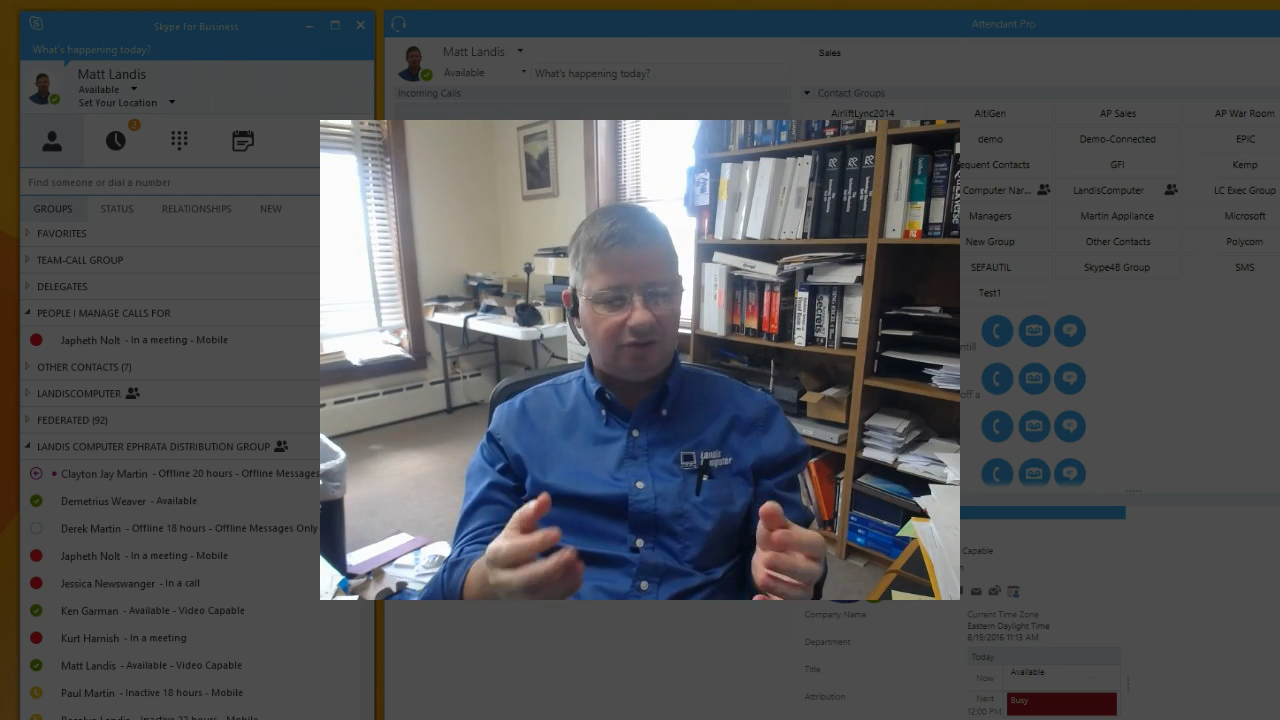 Skype for Business
What's happening today?
Matt Landis
Available
Set Your Location
2
Find someone or dial a number
GROUPS STATUS RELATIONSHIPS NEW
FAVORITES
TEAM-CALL GROUP
DELEGATES
PEOPLE I MANAGE CALLS FOR
Japheth Nolt - In a meeting - Mobile
OTHER CONTACTS (7)
LANDISCOMPUTER
FEDERATED (92)
LANDIS COMPUTER EPHRATA DISTRIBUTION GROUP
Clayton Jay Martin - Offline 20 hours - Offline Messages
Demetrius Weaver - Available
Derek Martin - Offline 18 hours - Offline Messages Only
Japheth Nolt - In a meeting - Mobile
Jessica Newswanger - In a call
Ken Garman - Available - Video Capable
Kurt Harnish - In a meeting
Matt Landis - Available - Video Capable
Paul Martin - Inactive 18 hours - Mobile
Attendant Pro
Matt Landis
Available
What's happening today?
Incoming Calls
Sales
Contact Groups
AirliftLync2014 AltiGen AP Sales AP War Room
demo Demo-Connected EPIC
equent Contacts GFI Kemp
Computer Nar... LandisComputer LC Exec Group
Managers Martin Appliance Microsoft
New Group Other Contacts Polycom
SEFAUTIL Skype4B Group SMS
Test1
Landis
Capable
Company Name
Department
Title
Attribution
Current Time Zone
Eastern Daylight Time
8/19/2016 11:13 AM
Today
Now Available
Next Busy
12:00 PM